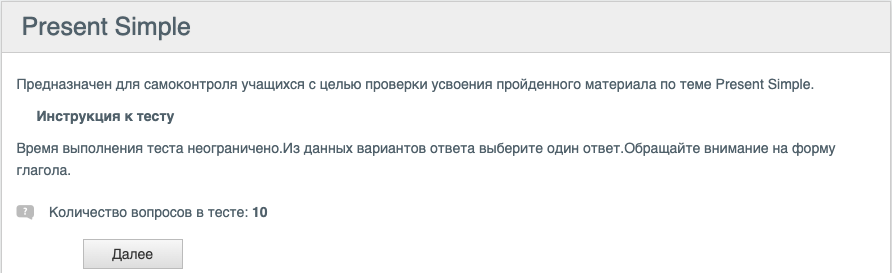 Present Simple
Предназначен для самоконтроля учащихся с целью проверки усвоения пройденного материала по теме Present Simple.
Инструкция к тесту
Время выполнения теста неограничено.Из данных вариантов ответа выберите один ответ.Обращайте внимание на форму
глагола.
Количество вопросов в тесте: 10
Далее